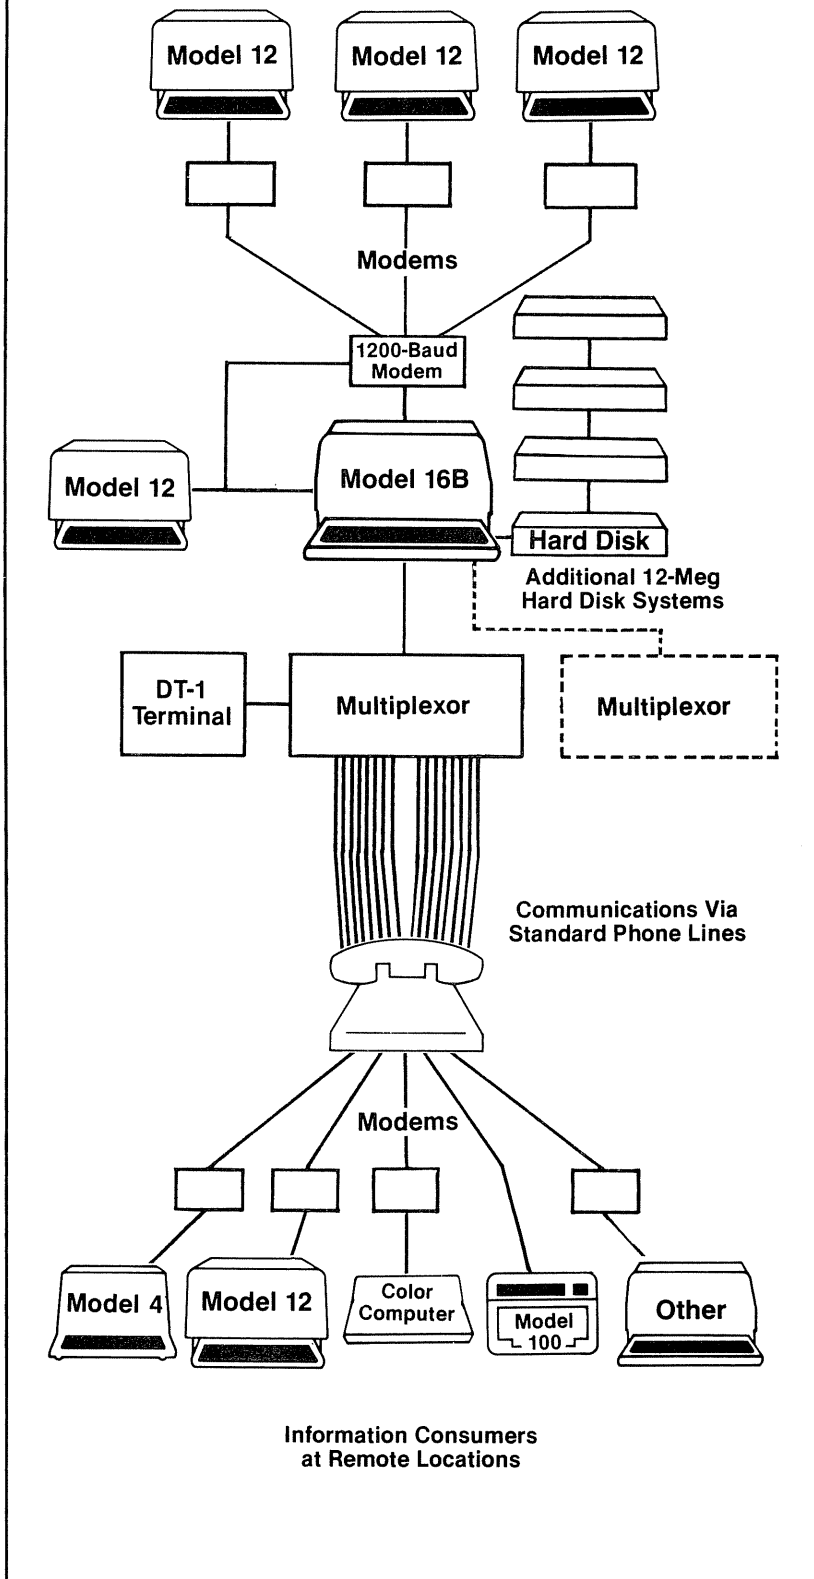 Model 12
Model 12
Model 12
Modems
1200-Baud
Modem
Model 12
Model 16B
Hard Disk
Additional 12-Meg
Hard Disk Systems
DT-1
Terminal
Multiplexor
Multiplexor
Communications Via
Standard Phone Lines
Modems
Model 4
Model 12
Color
Computer
Model
100
Other
Information Consumers
at Remote Locations